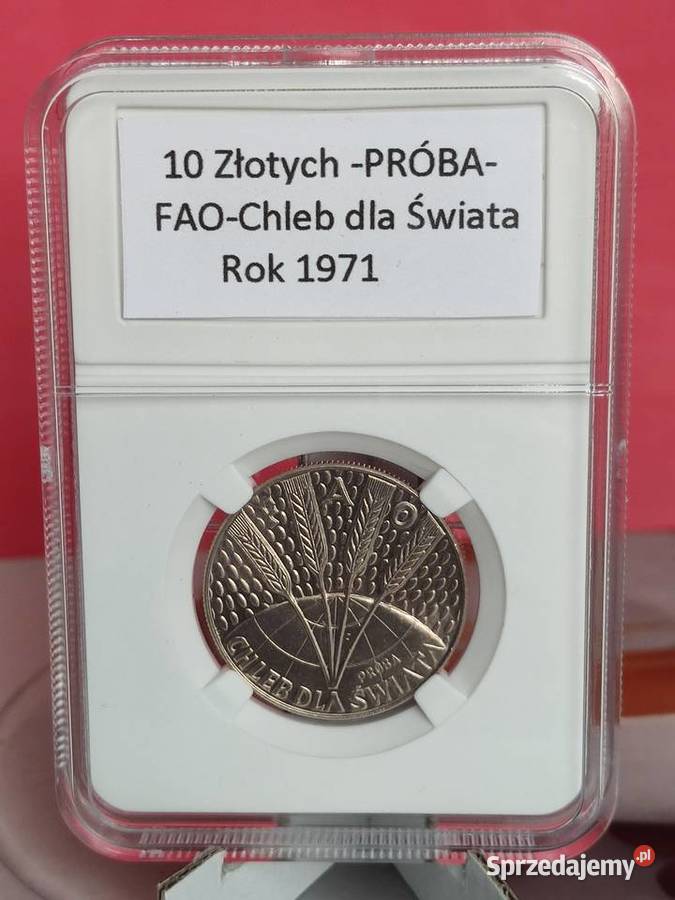 10 Złotych -PRÓBA-
FAO-Chleb dla Świata
Rok 1971
FAO
PRÓBA
CHLEB DLA ŚWIATA
Sprzedajemy.pl